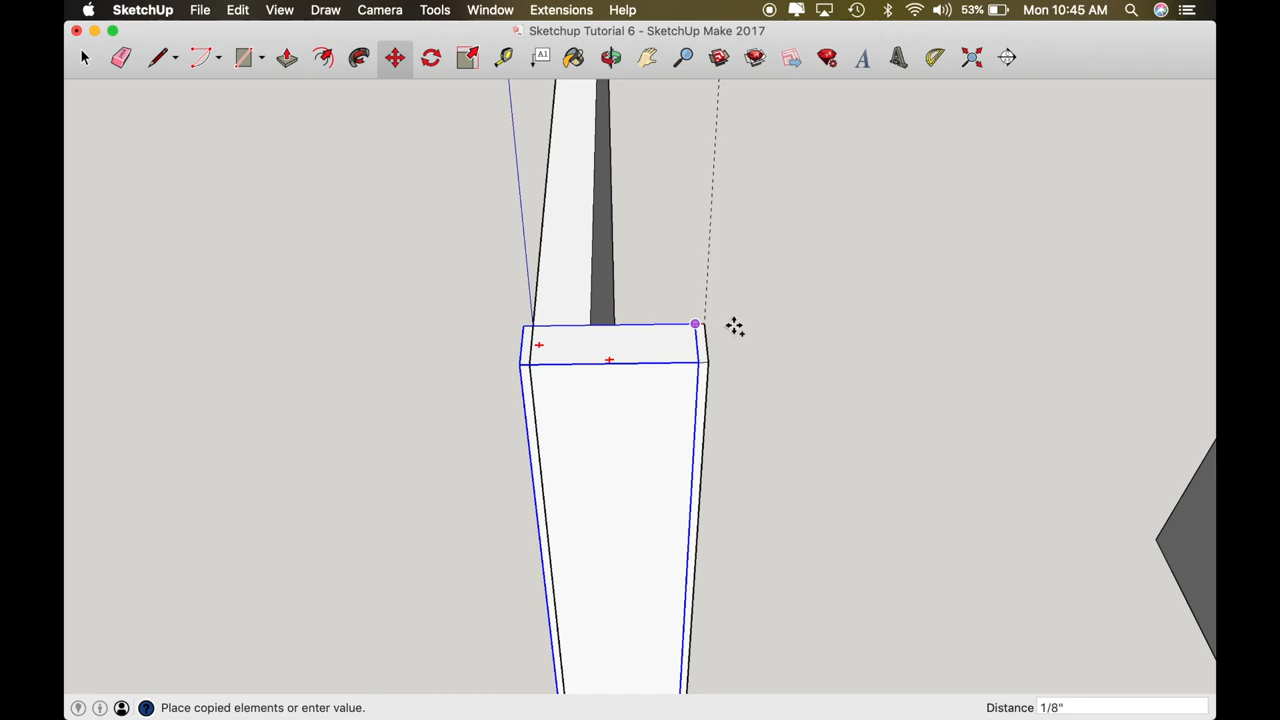 SketchUp File Edit View Draw Camera Tools Window Extensions Help 53% Mon 10:45 AM
Sketchup Tutorial 6 - SketchUp Make 2017
A1
Place copied elements or enter value. Distance 1/8"